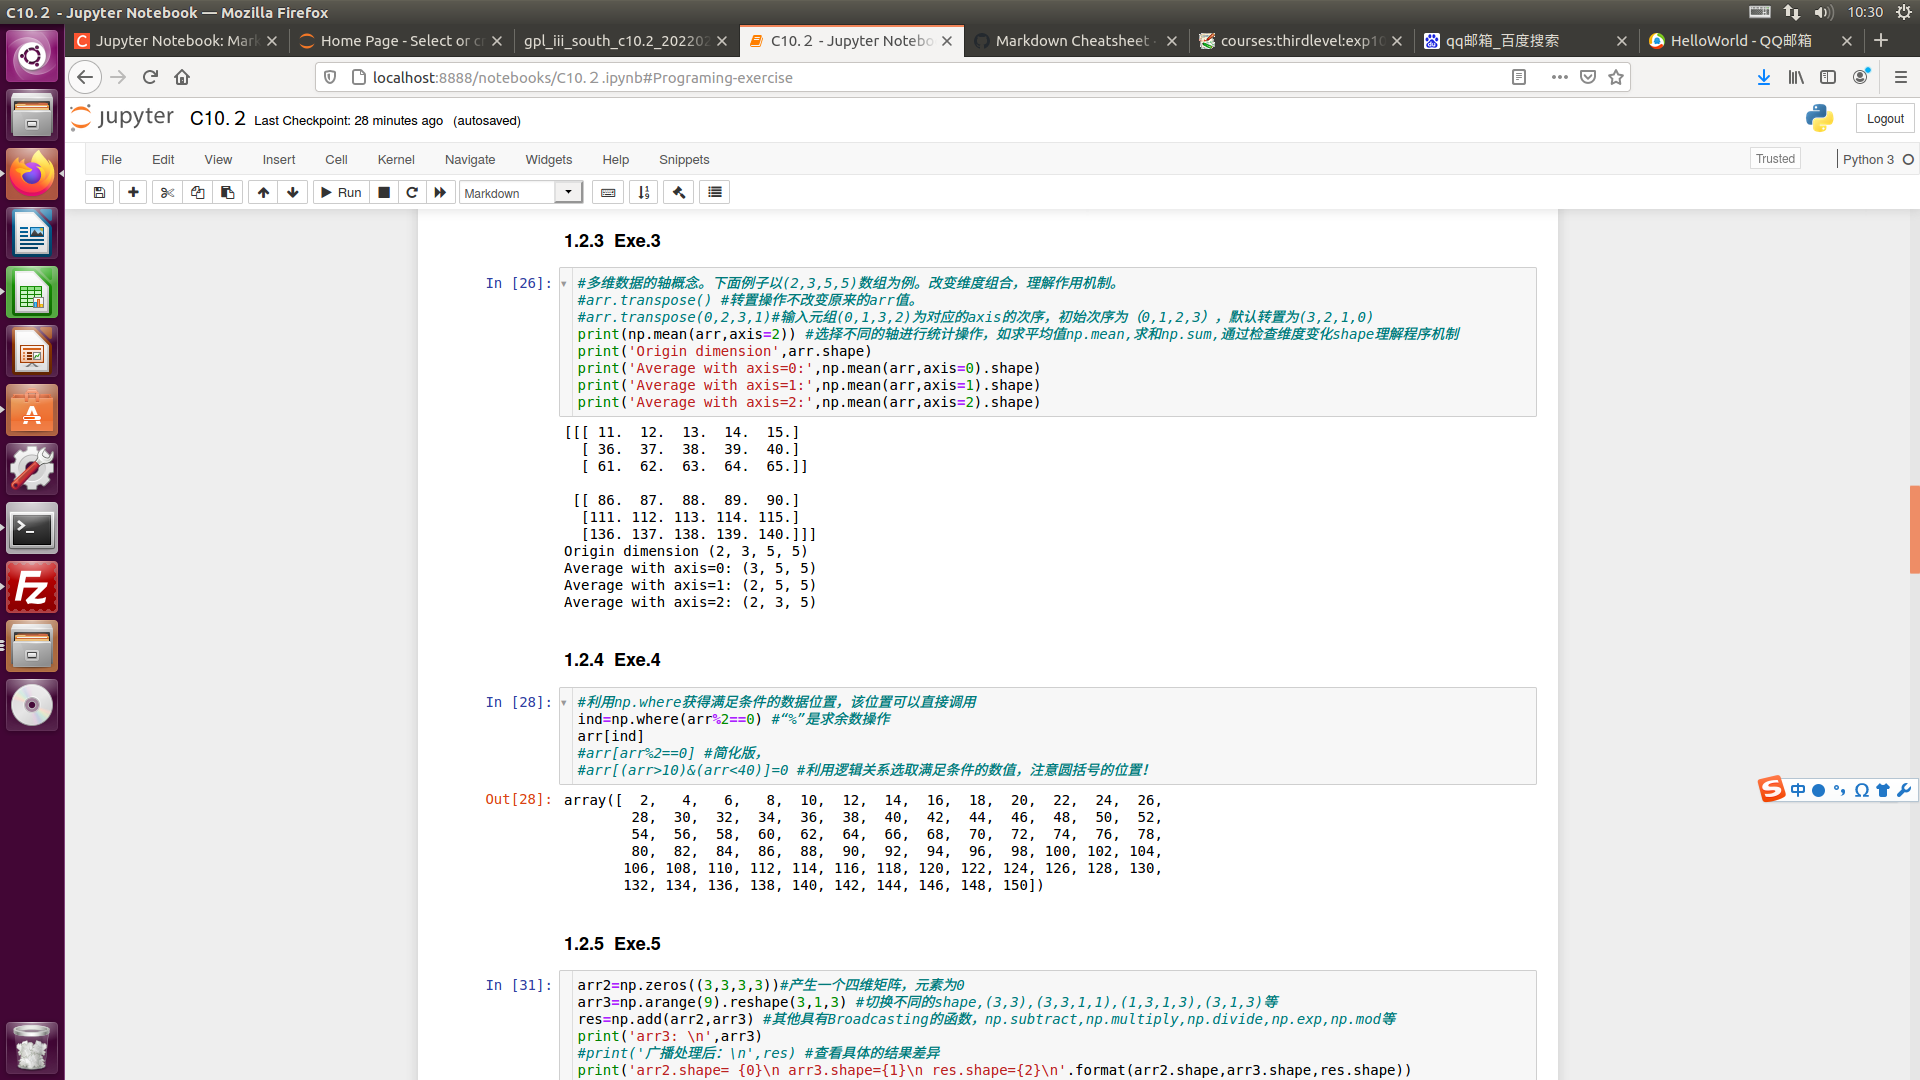 C10. 2 - Jupyter Notebook — Mozilla Firefox
10:30
Jupyter Notebook: Mark
Home Page - Select or cr
gpl_iii_south_c10.2_202202
C10. 2 - Jupyter Notebo
Markdown Cheatsheet -
courses:thirdlevel:exp10
qq邮箱_百度搜索
HelloWorld - QQ邮箱
localhost:8888/notebooks/C10. 2 .ipynb#Programing-exercise
jupyter C10. 2 Last Checkpoint: 28 minutes ago (autosaved)
Logout
File Edit View Insert Cell Kernel Navigate Widgets Help Snippets
Trusted
Python 3
Run
Markdown
1.2.3 Exe.3
In [26]:
#多维数据的轴概念。下面例子以(2,3,5,5)数组为例。改变维度组合，理解作用机制。
#arr.transpose() #转置操作不改变原来的arr值。
#arr.transpose(0,2,3,1)#输入元组(0,1,3,2)为对应的axis的次序，初始次序为（0,1,2,3），默认转置为(3,2,1,0)
print(np.mean(arr,axis=2)) #选择不同的轴进行统计操作，如求平均值np.mean,求和np.sum,通过检查维度变化shape理解程序机制
print('Origin dimension',arr.shape)
print('Average with axis=0:',np.mean(arr,axis=0).shape)
print('Average with axis=1:',np.mean(arr,axis=1).shape)
print('Average with axis=2:',np.mean(arr,axis=2).shape)
[[[ 11.  12.  13.  14.  15.]
[ 36.  37.  38.  39.  40.]
[ 61.  62.  63.  64.  65.]]
[[ 86.  87.  88.  89.  90.]
[111. 112. 113. 114. 115.]
[136. 137. 138. 139. 140.]]]
Origin dimension (2, 3, 5, 5)
Average with axis=0: (3, 5, 5)
Average with axis=1: (2, 5, 5)
Average with axis=2: (2, 3, 5)
1.2.4 Exe.4
In [28]:
#利用np.where获得满足条件的数据位置，该位置可以直接调用
ind=np.where(arr%2==0) #“%”是求余数操作
arr[ind]
#arr[arr%2==0] #简化版，
#arr[(arr>10)&(arr<40)]=0 #利用逻辑关系选取满足条件的数值，注意圆括号的位置！
Out[28]:
array([  2,   4,   6,   8,  10,  12,  14,  16,  18,  20,  22,  24,  26,
28,  30,  32,  34,  36,  38,  40,  42,  44,  46,  48,  50,  52,
54,  56,  58,  60,  62,  64,  66,  68,  70,  72,  74,  76,  78,
80,  82,  84,  86,  88,  90,  92,  94,  96,  98, 100, 102, 104,
106, 108, 110, 112, 114, 116, 118, 120, 122, 124, 126, 128, 130,
132, 134, 136, 138, 140, 142, 144, 146, 148, 150])
中
1.2.5 Exe.5
In [31]:
arr2=np.zeros((3,3,3,3))#产生一个四维矩阵，元素为0
arr3=np.arange(9).reshape(3,1,3) #切换不同的shape,(3,3),(3,3,1,1),(1,3,1,3),(3,1,3)等
res=np.add(arr2,arr3) #其他具有Broadcasting的函数，np.subtract,np.multiply,np.divide,np.exp,np.mod等
print('arr3: \n',arr3)
#print('广播处理后：\n',res) #查看具体的结果差异
print('arr2.shape= {0}\n arr3.shape={1}\n res.shape={2}\n'.format(arr2.shape,arr3.shape,res.shape))